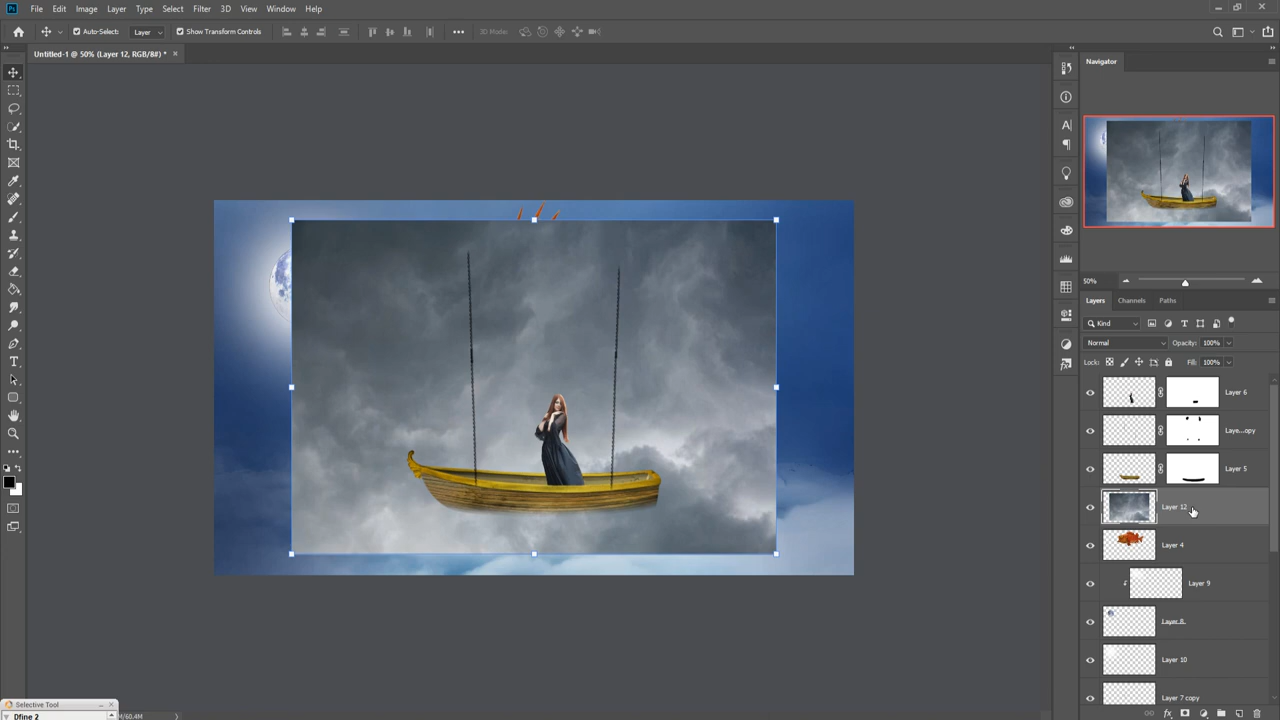 Ps File Edit Image Layer Type Select Filter 3D View Window Help
Auto-Select: Layer Show Transform Controls 3D Mode:
Untitled-1 @ 50% (Layer 12, RGB/8#) *
Navigator
50%
Layers Channels Paths
Kind
Normal Opacity: 100%
Lock: Fill: 100%
Layer 6
Laye...opy
Layer 5
Layer 12
Layer 4
Layer 9
Layer 8
Layer 10
Layer 7 copy
Selective Tool
Dfine 2
M/60.4M